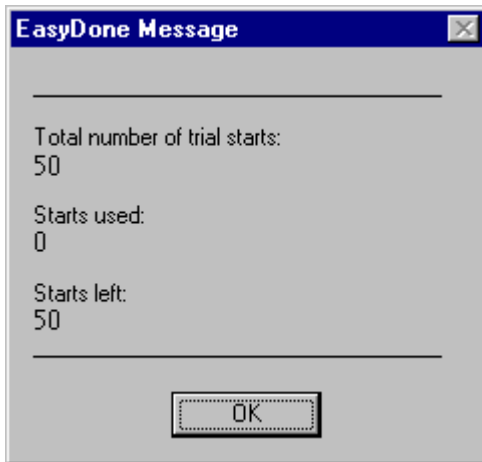 EasyDone Message
Total number of trial starts:
50
Starts used:
0
Starts left:
50
OK